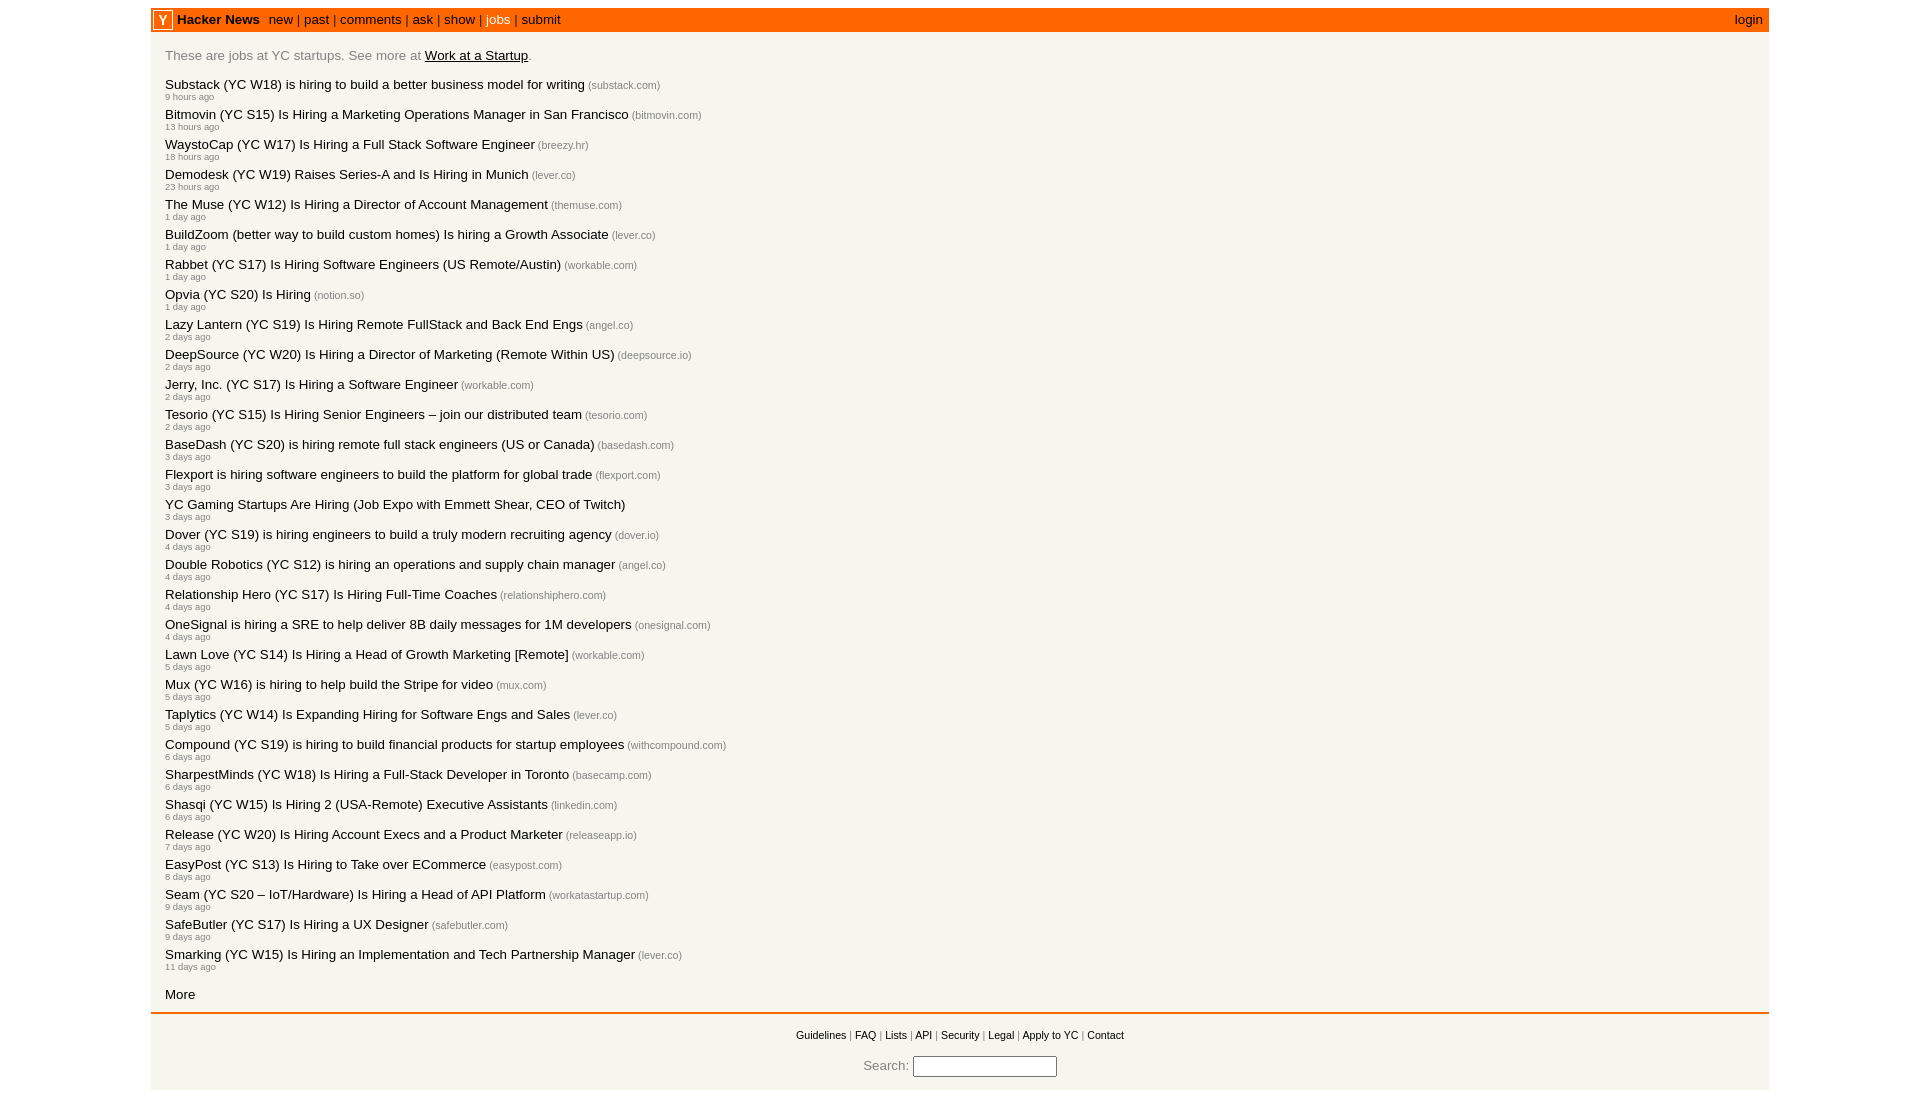 Y Hacker News new | past | comments | ask | show | jobs | submit login
These are jobs at YC startups. See more at Work at a Startup.
Substack (YC W18) is hiring to build a better business model for writing (substack.com)
9 hours ago
Bitmovin (YC S15) Is Hiring a Marketing Operations Manager in San Francisco (bitmovin.com)
13 hours ago
WaystoCap (YC W17) Is Hiring a Full Stack Software Engineer (breezy.hr)
18 hours ago
Demodesk (YC W19) Raises Series-A and Is Hiring in Munich (lever.co)
23 hours ago
The Muse (YC W12) Is Hiring a Director of Account Management (themuse.com)
1 day ago
BuildZoom (better way to build custom homes) Is hiring a Growth Associate (lever.co)
1 day ago
Rabbet (YC S17) Is Hiring Software Engineers (US Remote/Austin) (workable.com)
1 day ago
Opvia (YC S20) Is Hiring (notion.so)
1 day ago
Lazy Lantern (YC S19) Is Hiring Remote FullStack and Back End Engs (angel.co)
2 days ago
DeepSource (YC W20) Is Hiring a Director of Marketing (Remote Within US) (deepsource.io)
2 days ago
Jerry, Inc. (YC S17) Is Hiring a Software Engineer (workable.com)
2 days ago
Tesorio (YC S15) Is Hiring Senior Engineers – join our distributed team (tesorio.com)
2 days ago
BaseDash (YC S20) is hiring remote full stack engineers (US or Canada) (basedash.com)
3 days ago
Flexport is hiring software engineers to build the platform for global trade (flexport.com)
3 days ago
YC Gaming Startups Are Hiring (Job Expo with Emmett Shear, CEO of Twitch)
3 days ago
Dover (YC S19) is hiring engineers to build a truly modern recruiting agency (dover.io)
4 days ago
Double Robotics (YC S12) is hiring an operations and supply chain manager (angel.co)
4 days ago
Relationship Hero (YC S17) Is Hiring Full-Time Coaches (relationshiphero.com)
4 days ago
OneSignal is hiring a SRE to help deliver 8B daily messages for 1M developers (onesignal.com)
4 days ago
Lawn Love (YC S14) Is Hiring a Head of Growth Marketing [Remote] (workable.com)
5 days ago
Mux (YC W16) is hiring to help build the Stripe for video (mux.com)
5 days ago
Taplytics (YC W14) Is Expanding Hiring for Software Engs and Sales (lever.co)
5 days ago
Compound (YC S19) is hiring to build financial products for startup employees (withcompound.com)
6 days ago
SharpestMinds (YC W18) Is Hiring a Full-Stack Developer in Toronto (basecamp.com)
6 days ago
Shasqi (YC W15) Is Hiring 2 (USA-Remote) Executive Assistants (linkedin.com)
6 days ago
Release (YC W20) Is Hiring Account Execs and a Product Marketer (releaseapp.io)
7 days ago
EasyPost (YC S13) Is Hiring to Take over ECommerce (easypost.com)
8 days ago
Seam (YC S20 – IoT/Hardware) Is Hiring a Head of API Platform (workatastartup.com)
9 days ago
SafeButler (YC S17) Is Hiring a UX Designer (safebutler.com)
9 days ago
Smarking (YC W15) Is Hiring an Implementation and Tech Partnership Manager (lever.co)
11 days ago
More
Guidelines | FAQ | Lists | API | Security | Legal | Apply to YC | Contact
Search: